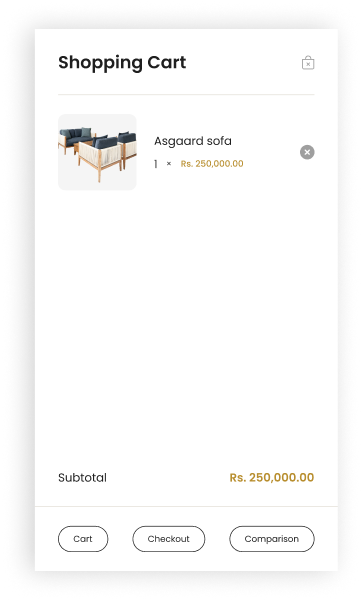 Shopping Cart
Asgaard sofa
1 × Rs. 250,000.00
Subtotal Rs. 250,000.00
Cart Checkout Comparison